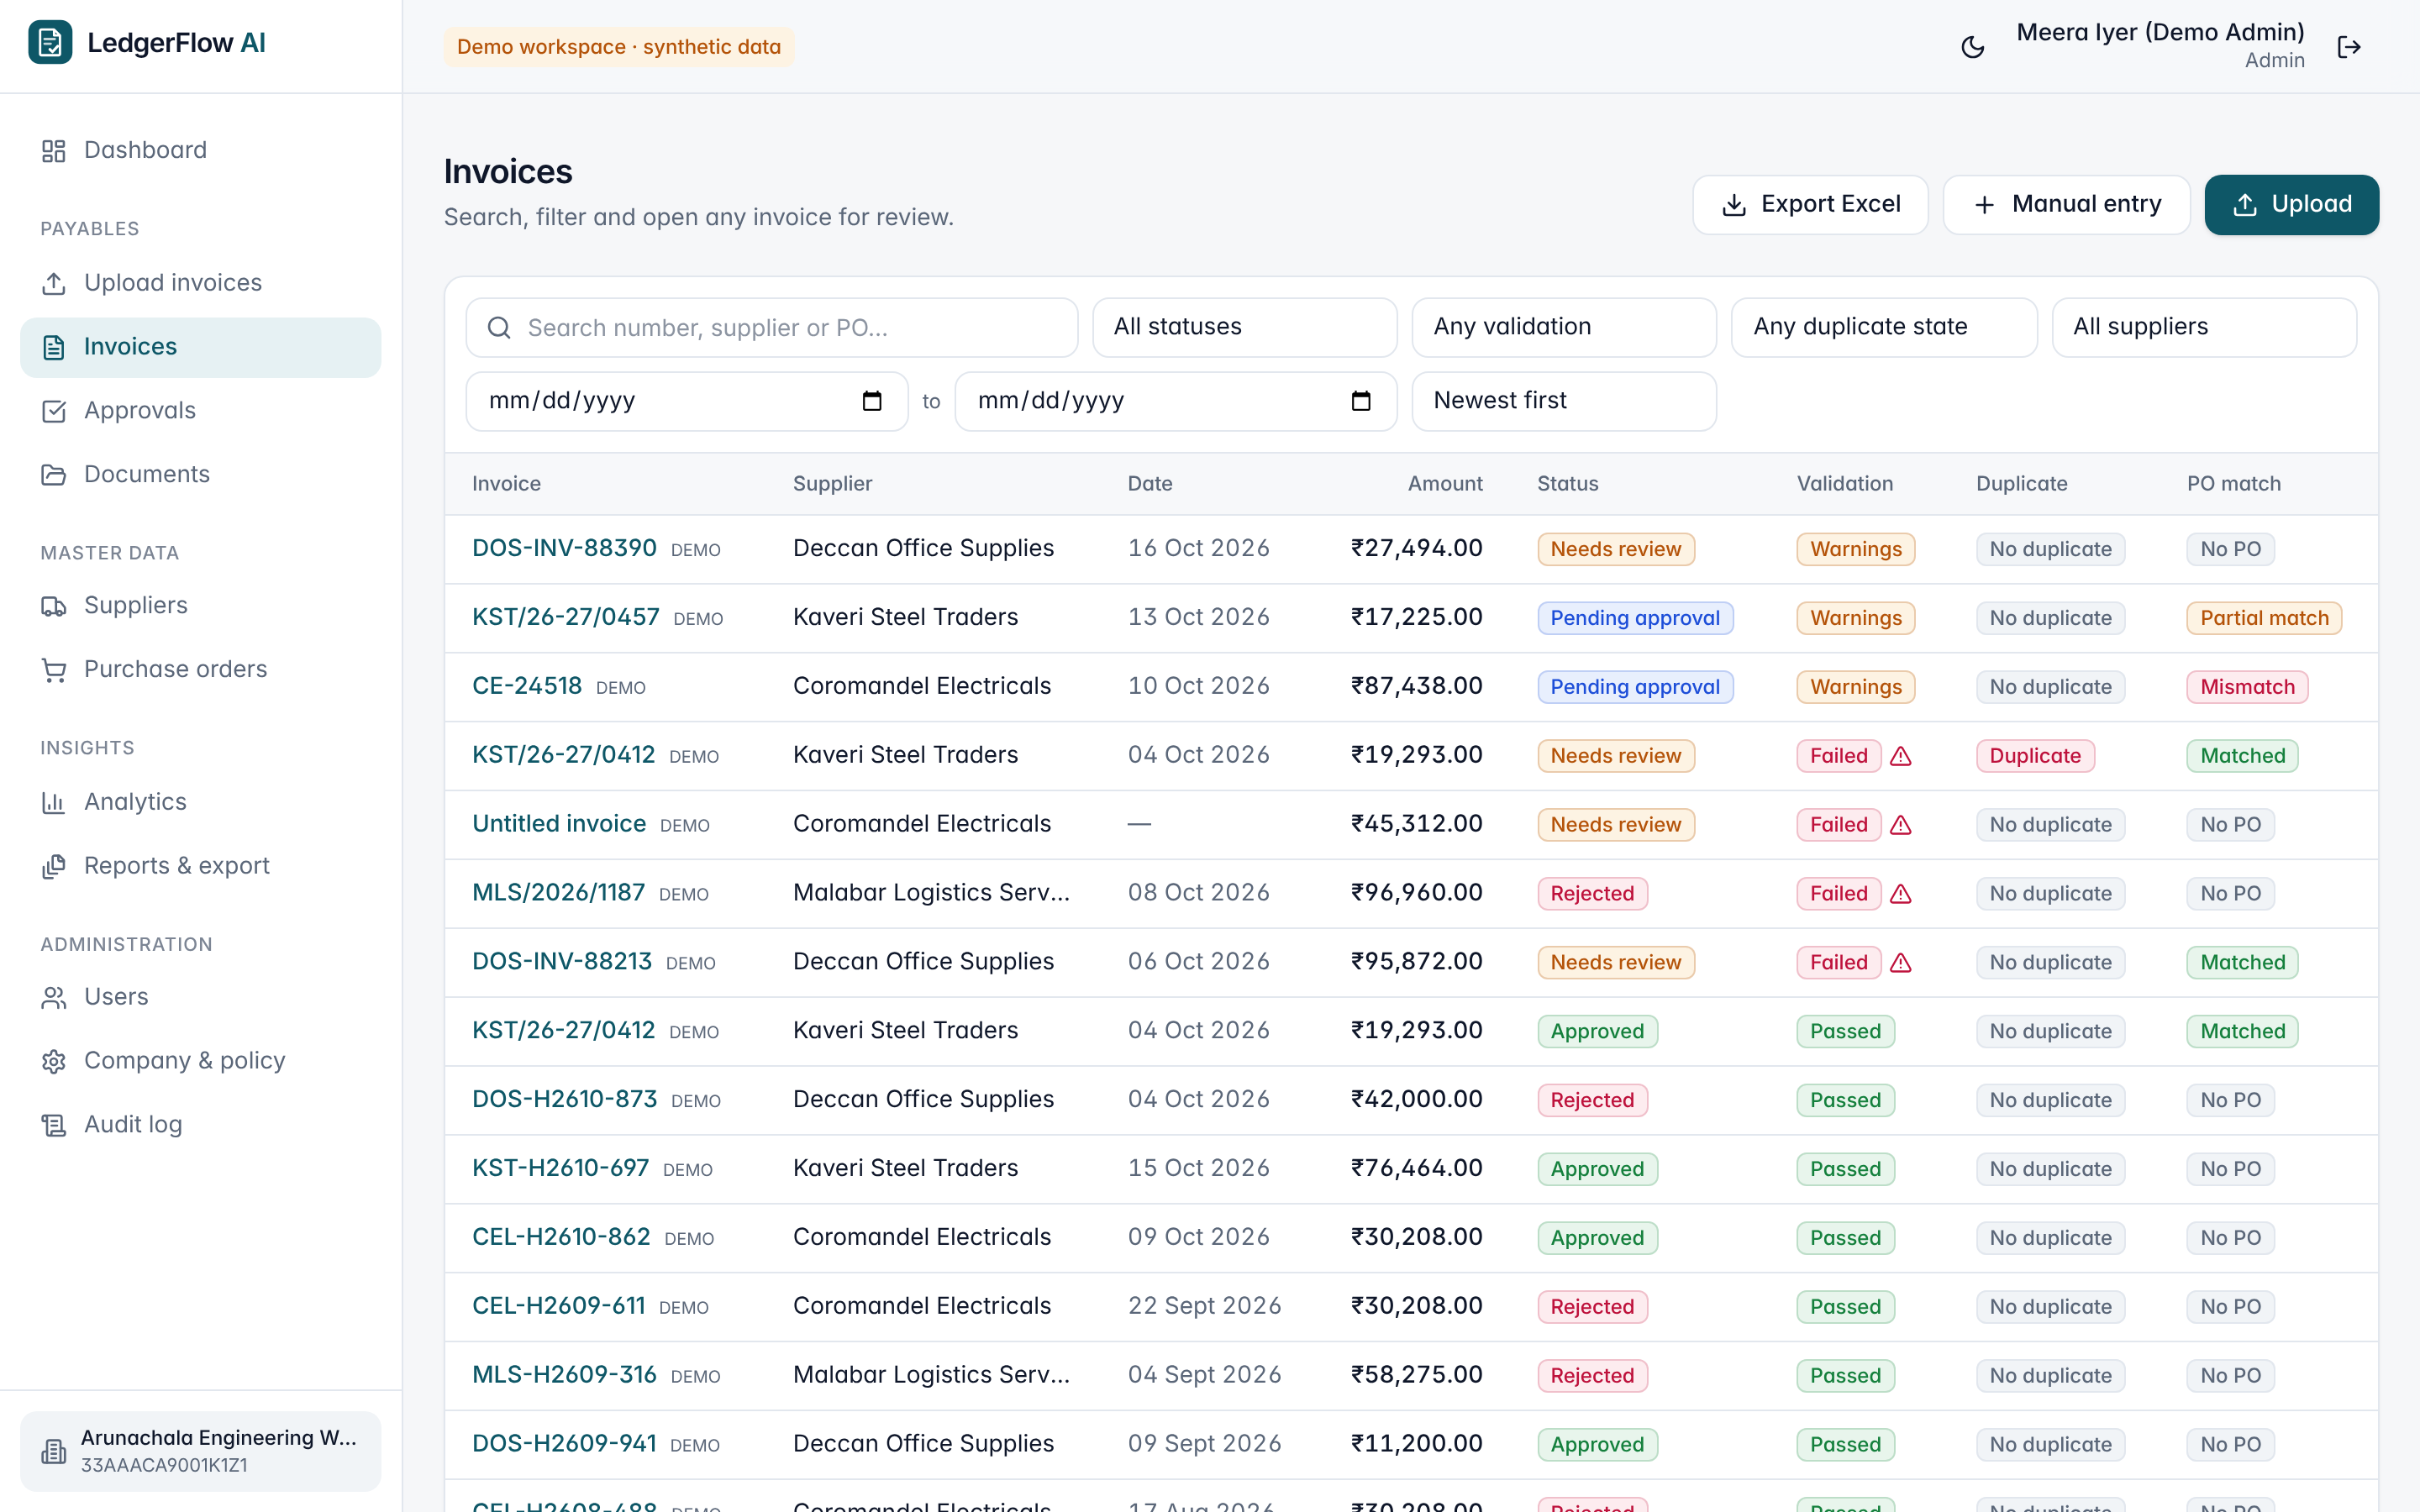 LedgerFlow AI
Demo workspace · synthetic data
Meera Iyer (Demo Admin)
Admin
Dashboard
PAYABLES
Upload invoices
Invoices
Approvals
Documents
MASTER DATA
Suppliers
Purchase orders
INSIGHTS
Analytics
Reports & export
ADMINISTRATION
Users
Company & policy
Audit log
Arunachala Engineering W...
33AAACA9001K1Z1
Invoices
Search, filter and open any invoice for review.
Export Excel Manual entry Upload
Search number, supplier or PO... All statuses Any validation Any duplicate state All suppliers
mm/dd/yyyy to mm/dd/yyyy Newest first
Invoice Supplier Date Amount Status Validation Duplicate PO match
DOS-INV-88390 DEMO Deccan Office Supplies 16 Oct 2026 ₹27,494.00 Needs review Warnings No duplicate No PO
KST/26-27/0457 DEMO Kaveri Steel Traders 13 Oct 2026 ₹17,225.00 Pending approval Warnings No duplicate Partial match
CE-24518 DEMO Coromandel Electricals 10 Oct 2026 ₹87,438.00 Pending approval Warnings No duplicate Mismatch
KST/26-27/0412 DEMO Kaveri Steel Traders 04 Oct 2026 ₹19,293.00 Needs review Failed Duplicate Matched
Untitled invoice DEMO Coromandel Electricals — ₹45,312.00 Needs review Failed No duplicate No PO
MLS/2026/1187 DEMO Malabar Logistics Serv... 08 Oct 2026 ₹96,960.00 Rejected Failed No duplicate No PO
DOS-INV-88213 DEMO Deccan Office Supplies 06 Oct 2026 ₹95,872.00 Needs review Failed No duplicate Matched
KST/26-27/0412 DEMO Kaveri Steel Traders 04 Oct 2026 ₹19,293.00 Approved Passed No duplicate Matched
DOS-H2610-873 DEMO Deccan Office Supplies 04 Oct 2026 ₹42,000.00 Rejected Passed No duplicate No PO
KST-H2610-697 DEMO Kaveri Steel Traders 15 Oct 2026 ₹76,464.00 Approved Passed No duplicate No PO
CEL-H2610-862 DEMO Coromandel Electricals 09 Oct 2026 ₹30,208.00 Approved Passed No duplicate No PO
CEL-H2609-611 DEMO Coromandel Electricals 22 Sept 2026 ₹30,208.00 Rejected Passed No duplicate No PO
MLS-H2609-316 DEMO Malabar Logistics Serv... 04 Sept 2026 ₹58,275.00 Rejected Passed No duplicate No PO
DOS-H2609-941 DEMO Deccan Office Supplies 09 Sept 2026 ₹11,200.00 Approved Passed No duplicate No PO